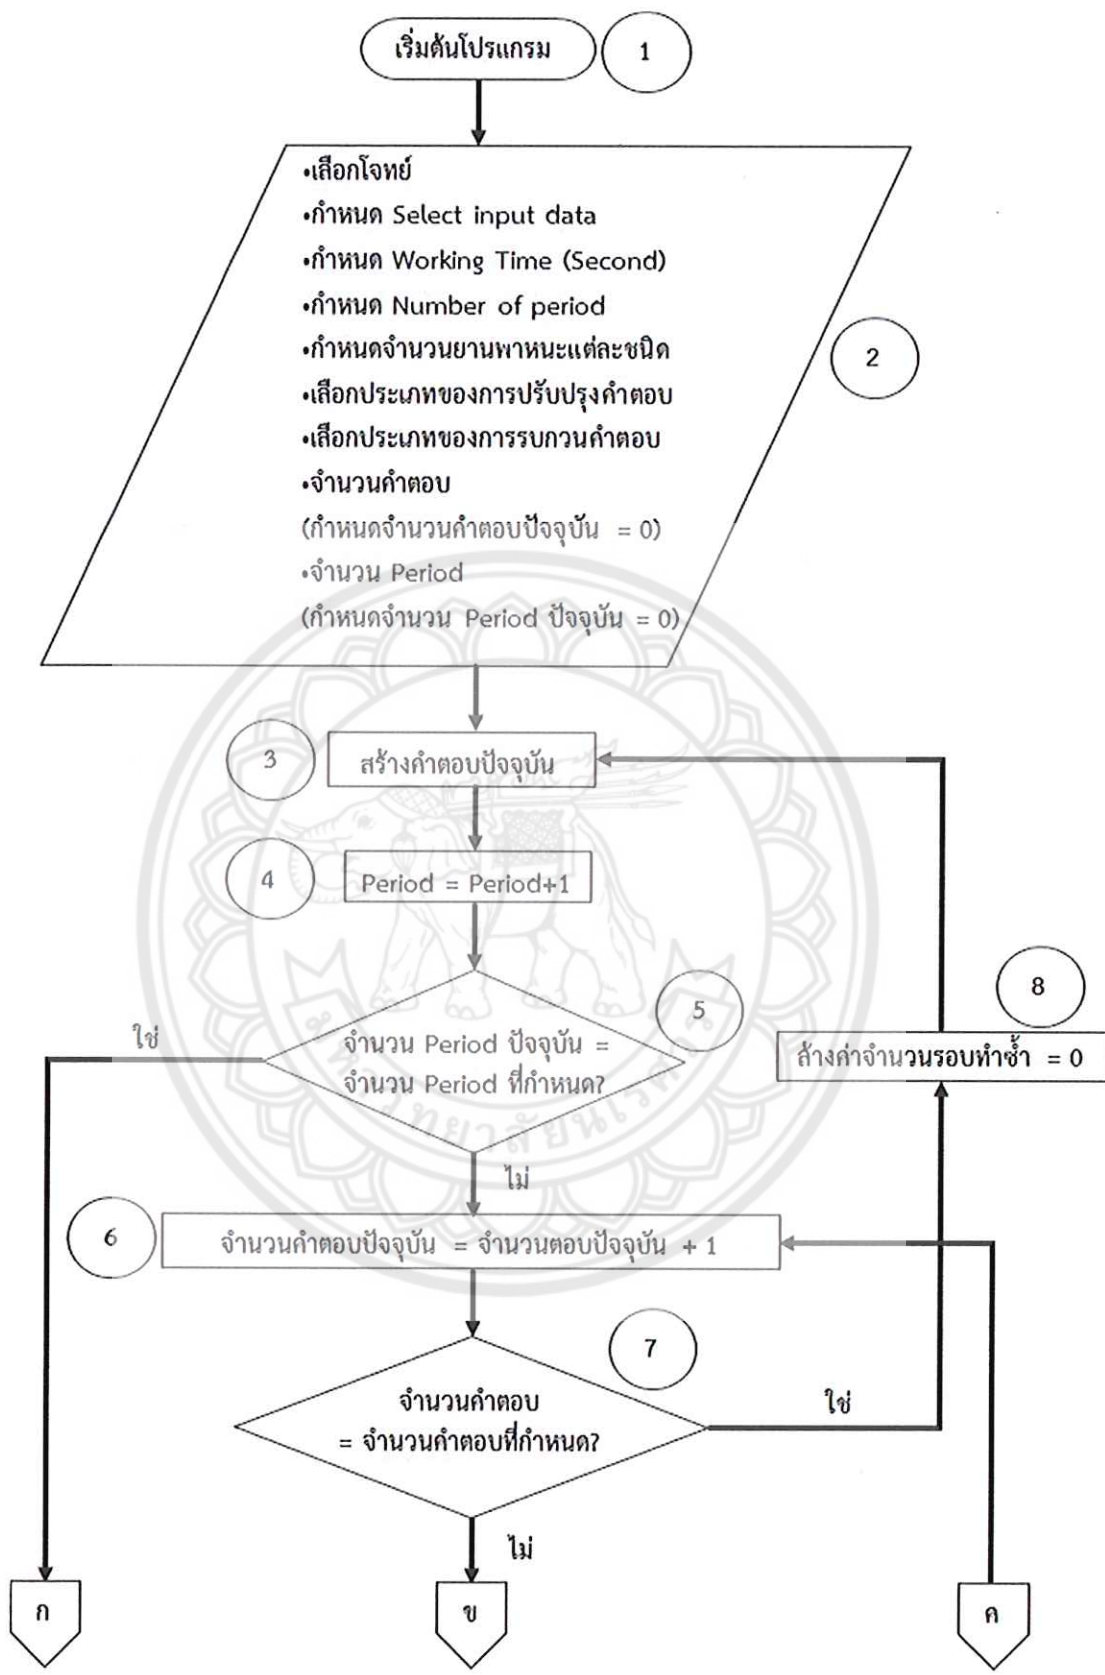 เริ่มต้นโปรแกรม
1
•เลือกโจทย์
•กำหนด Select input data
•กำหนด Working Time (Second)
•กำหนด Number of period
•กำหนดจำนวนยานพาหนะแต่ละชนิด
2
•เลือกประเภทของการปรับปรุงคำตอบ
•เลือกประเภทของการรบกวนคำตอบ
•จำนวนคำตอบ
(กำหนดจำนวนคำตอบปัจจุบัน = 0)
•จำนวน Period
(กำหนดจำนวน Period ปัจจุบัน = 0)
3
สร้างคำตอบปัจจุบัน
4
Period = Period+1
5
จำนวน Period ปัจจุบัน =
จำนวน Period ที่กำหนด?
ใช่
8
ล้างค่าจำนวนรอบทำซ้ำ = 0
ไม่
6
จำนวนคำตอบปัจจุบัน = จำนวนตอบปัจจุบัน + 1
7
จำนวนคำตอบ
= จำนวนคำตอบที่กำหนด?
ใช่
ไม่
ก
ข
ค